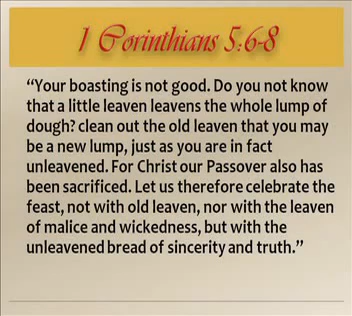 1 Corinthians 5:6-8
“Your boasting is not good. Do you not know
that a little leaven leavens the whole lump of
dough? clean out the old leaven that you may
be a new lump, just as you are in fact
unleavened. For Christ our Passover also has
been sacrificed. Let us therefore celebrate the
feast, not with old leaven, nor with the leaven
of malice and wickedness, but with the
unleavened bread of sincerity and truth.”